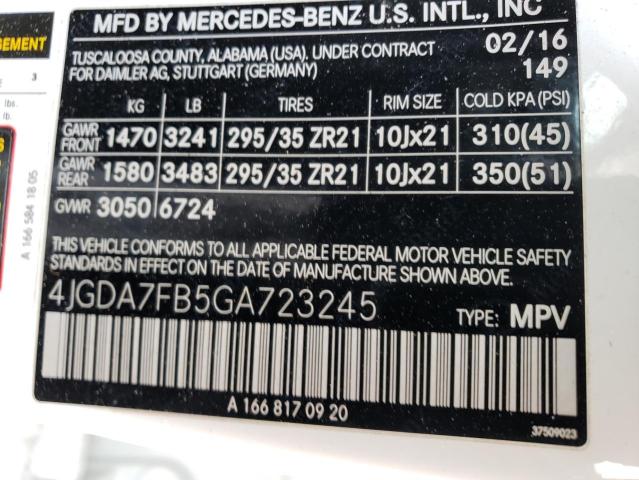 MFD BY MERCEDES-BENZ U.S. INTL., INC
TUSCALOOSA COUNTY, ALABAMA (USA). UNDER CONTRACT 02/16
FOR DAIMLER AG, STUTTGART (GERMANY) 149
KG LB TIRES RIM SIZE COLD KPA (PSI)
GAWR FRONT 1470 3241 295/35 ZR21 10Jx21 310(45)
GAWR REAR 1580 3483 295/35 ZR21 10Jx21 350(51)
GVWR 3050 6724
THIS VEHICLE CONFORMS TO ALL APPLICABLE FEDERAL MOTOR VEHICLE SAFETY
STANDARDS IN EFFECT ON THE DATE OF MANUFACTURE SHOWN ABOVE.
4JGDA7FB5GA723245 TYPE: MPV
A 166 817 09 20
37509023
A 166 584 18 05
3
lbs.